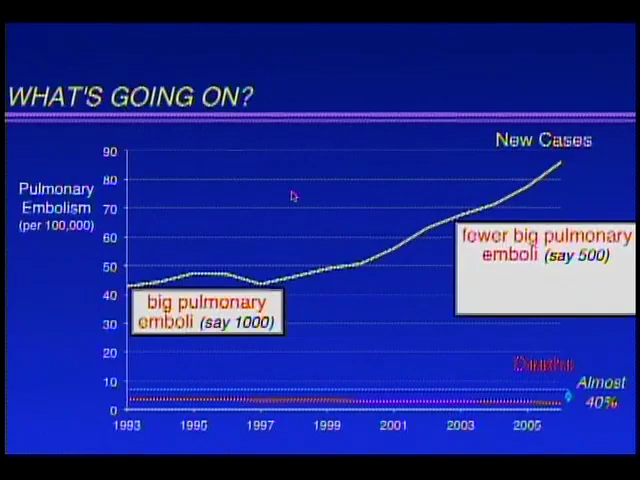 WHAT'S GOING ON?
New Cases
90
80
70
60
50
40
30
20
10
0
Pulmonary
Embolism
(per 100,000)
fewer big pulmonary
emboli (say 500)
big pulmonary
emboli (say 1000)
Deaths
Almost
40%
1993
1995
1997
1999
2001
2003
2005